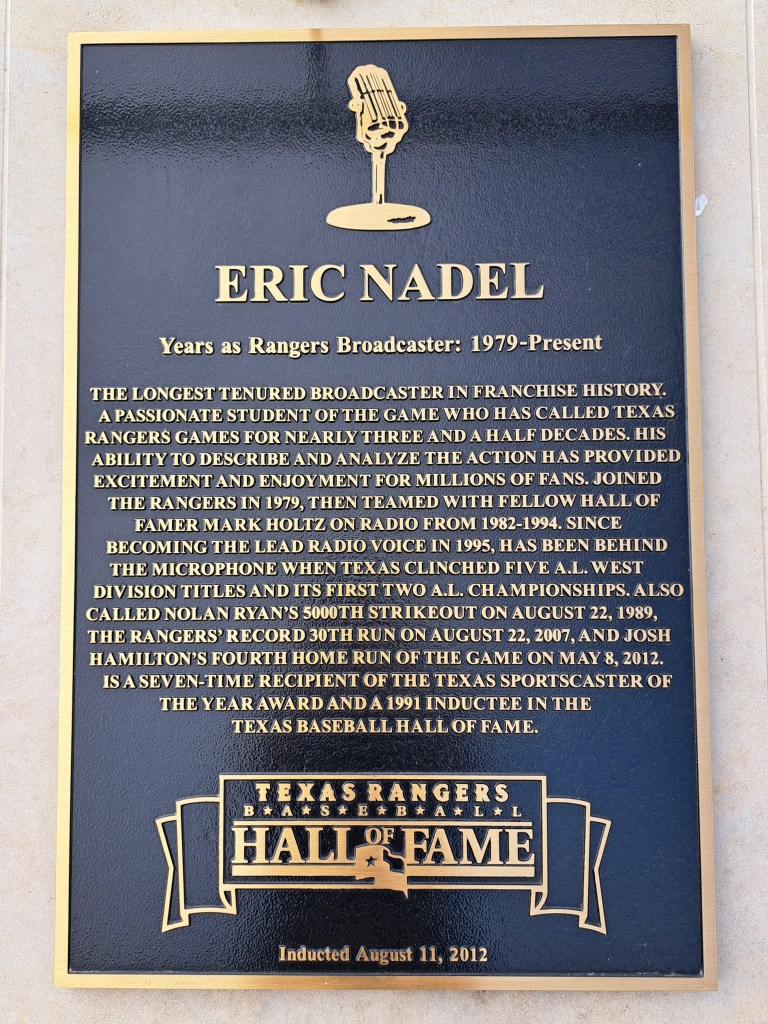 ERIC NADEL
Years as Rangers Broadcaster: 1979-Present
THE LONGEST TENURED BROADCASTER IN FRANCHISE HISTORY.
A PASSIONATE STUDENT OF THE GAME WHO HAS CALLED TEXAS
RANGERS GAMES FOR NEARLY THREE AND A HALF DECADES. HIS
ABILITY TO DESCRIBE AND ANALYZE THE ACTION HAS PROVIDED
EXCITEMENT AND ENJOYMENT FOR MILLIONS OF FANS. JOINED
THE RANGERS IN 1979, THEN TEAMED WITH FELLOW HALL OF
FAMER MARK HOLTZ ON RADIO FROM 1982-1994. SINCE
BECOMING THE LEAD RADIO VOICE IN 1995, HAS BEEN BEHIND
THE MICROPHONE WHEN TEXAS CLINCHED FIVE A.L. WEST
DIVISION TITLES AND ITS FIRST TWO A.L. CHAMPIONSHIPS. ALSO
CALLED NOLAN RYAN'S 5000TH STRIKEOUT ON AUGUST 22, 1989,
THE RANGERS' RECORD 30TH RUN ON AUGUST 22, 2007, AND JOSH
HAMILTON'S FOURTH HOME RUN OF THE GAME ON MAY 8, 2012.
IS A SEVEN-TIME RECIPIENT OF THE TEXAS SPORTSCASTER OF
THE YEAR AWARD AND A 1991 INDUCTEE IN THE
TEXAS BASEBALL HALL OF FAME.
TEXAS RANGERS
B★A★S★E★B★A★L★L
HALL OF FAME
Inducted August 11, 2012